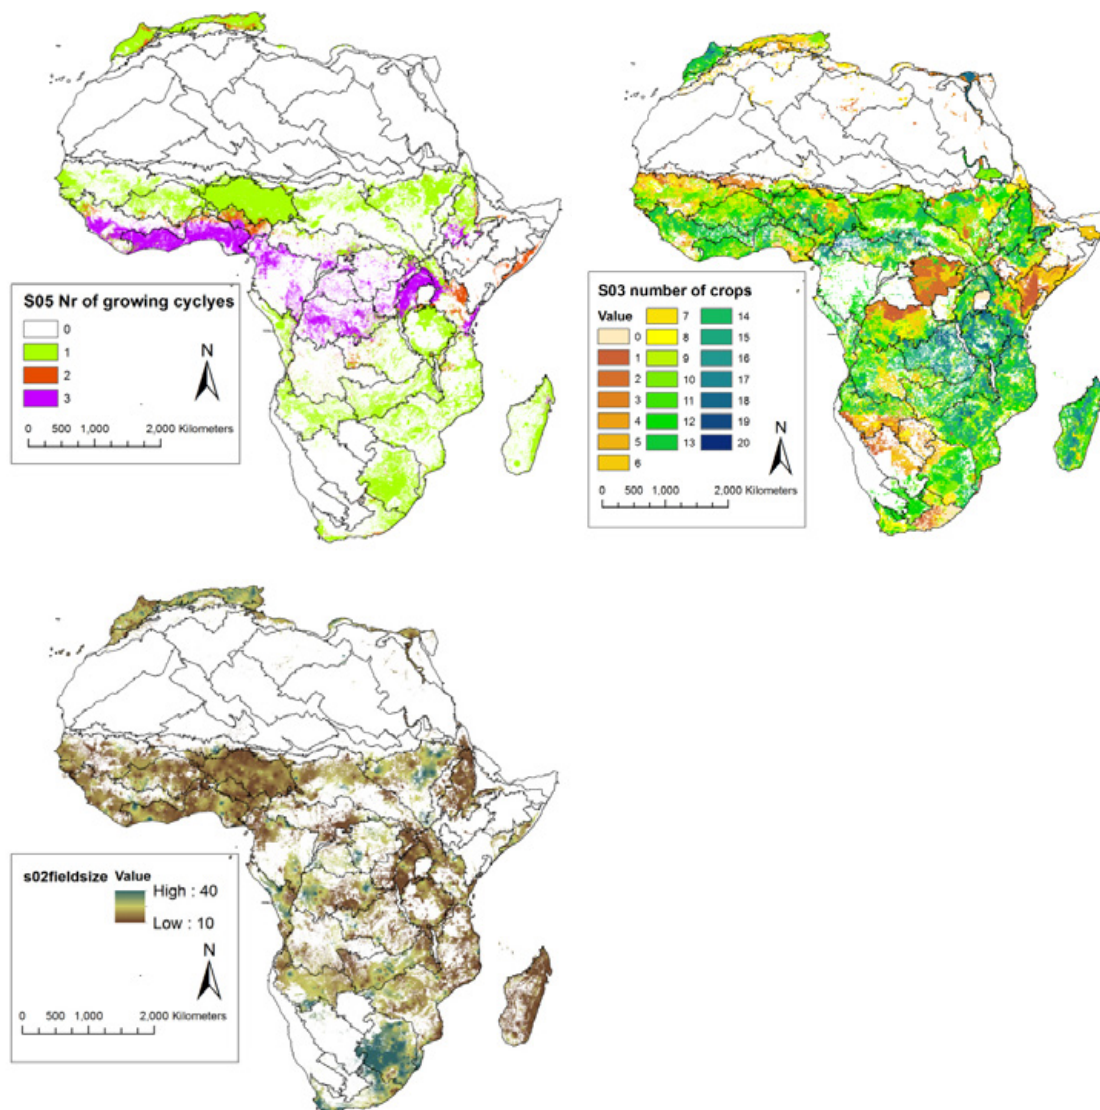 S05 Nr of growing cyclyes
0
1
2
3
N
0 500 1,000 2,000 Kilometers
S03 number of crops
Value
0
1
2
3
4
5
6
7
8
9
10
11
12
13
14
15
16
17
18
19
20
N
0 500 1,000 2,000 Kilometers
s02fieldsize Value
High : 40
Low : 10
N
0 500 1,000 2,000 Kilometers